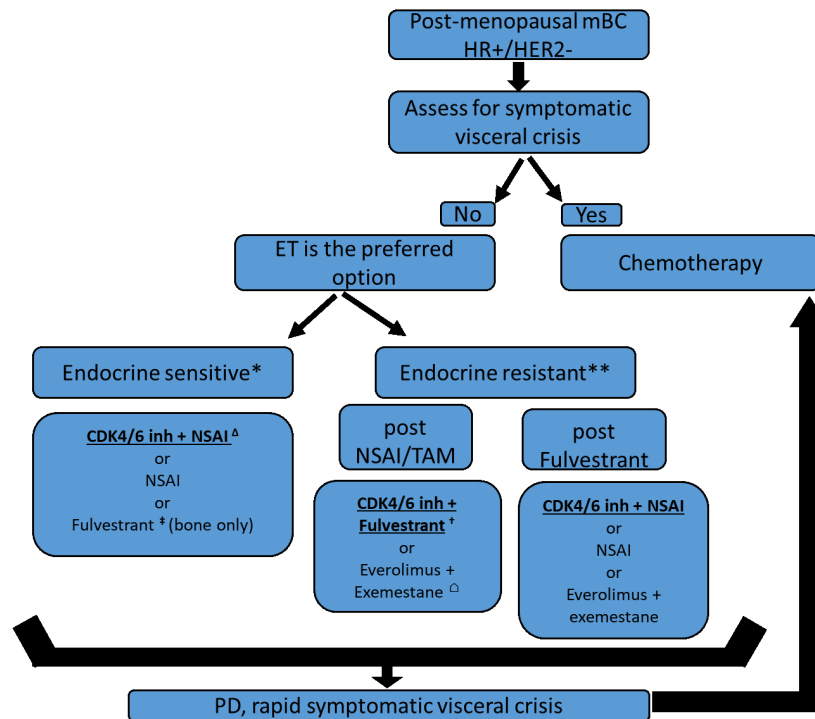 Post-menopausal mBC
HR+/HER2-
Assess for symptomatic
visceral crisis
No
Yes
ET is the preferred
option
Chemotherapy
Endocrine sensitive*
Endocrine resistant**
CDK4/6 inh + NSAI Δ
or
NSAI
or
Fulvestrant ‡ (bone only)
post
NSAI/TAM
post
Fulvestrant
CDK4/6 inh +
Fulvestrant †
or
Everolimus +
Exemestane ⌂
CDK4/6 inh + NSAI
or
NSAI
or
Everolimus +
exemestane
PD, rapid symptomatic visceral crisis